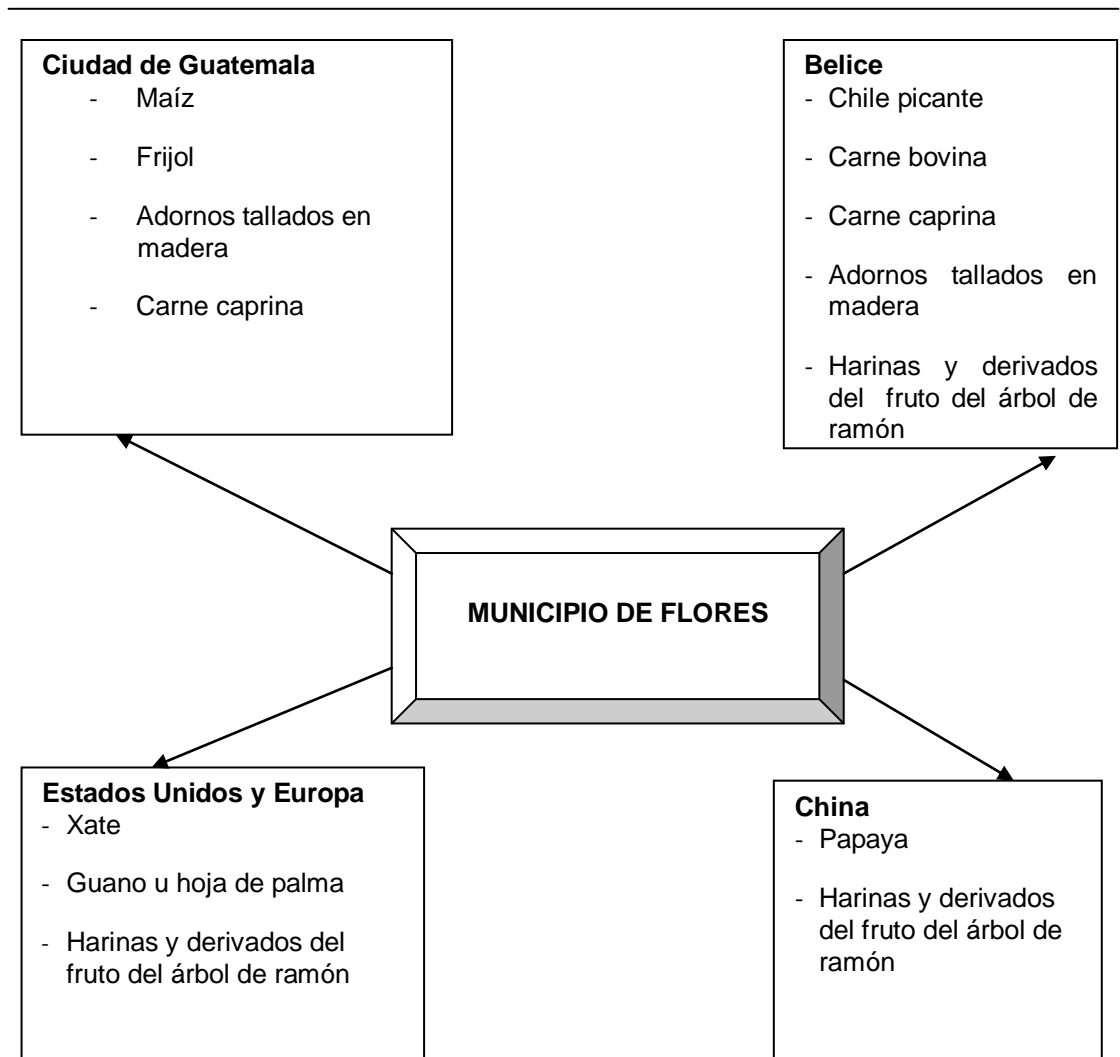 Ciudad de Guatemala
- Maíz
- Frijol
- Adornos tallados en
madera
- Carne caprina
Belice
- Chile picante
- Carne bovina
- Carne caprina
- Adornos tallados en
madera
- Harinas y derivados
del fruto del árbol de
ramón
MUNICIPIO DE FLORES
Estados Unidos y Europa
- Xate
- Guano u hoja de palma
- Harinas y derivados del
fruto del árbol de ramón
China
- Papaya
- Harinas y derivados
del fruto del árbol de
ramón